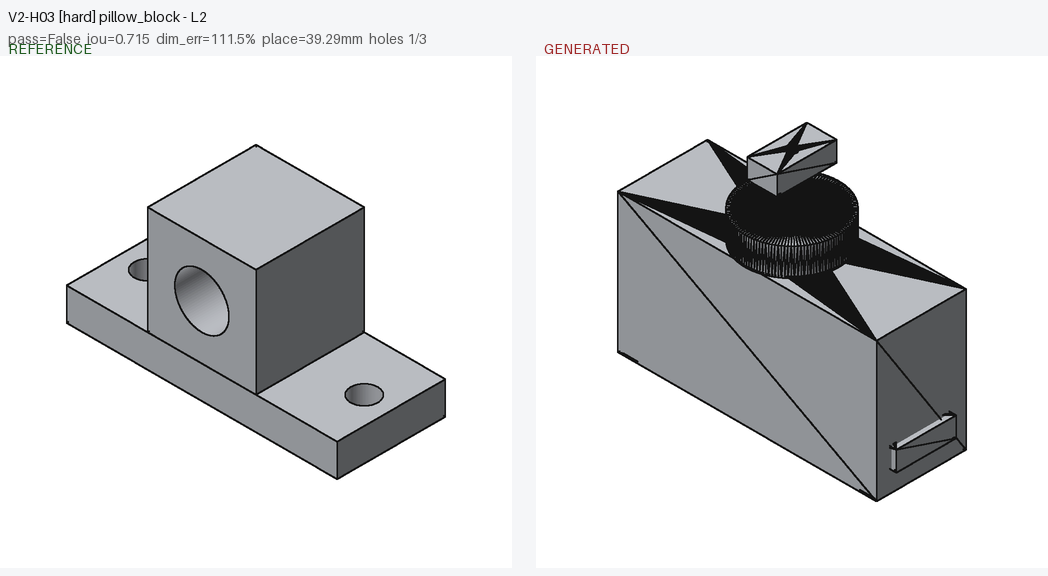 V2-H03 [hard] pillow_block - L2
pass=False iou=0.715 dim_err=111.5% place=39.29mm holes 1/3
REFERENCE
GENERATED